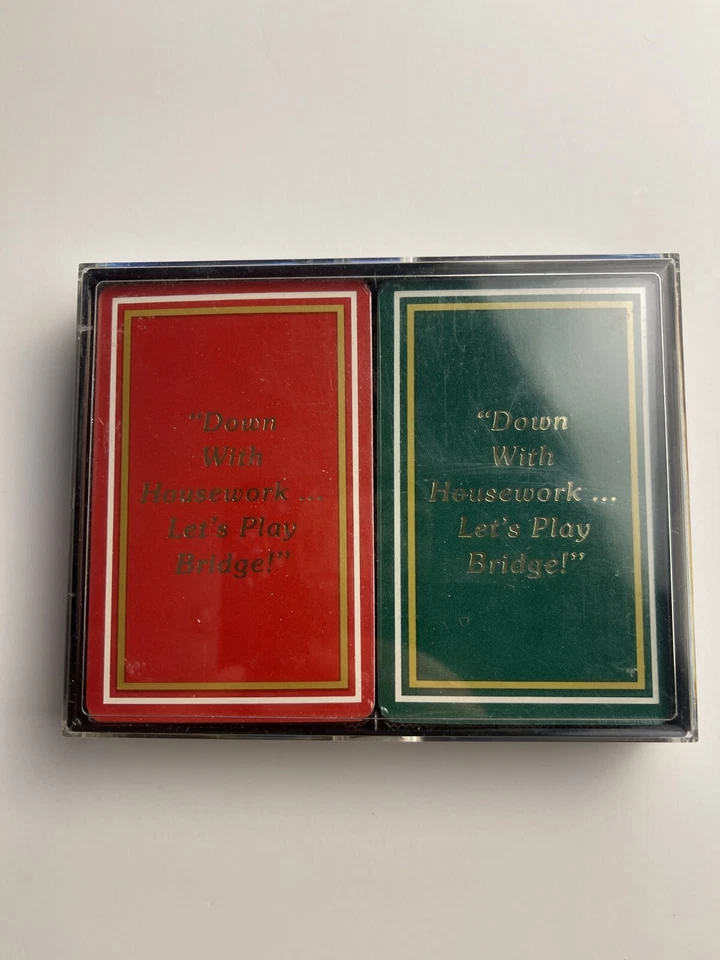 “Down
With
Housework ...
Let’s Play
Bridge!”
“Down
With
Housework ...
Let’s Play
Bridge!”